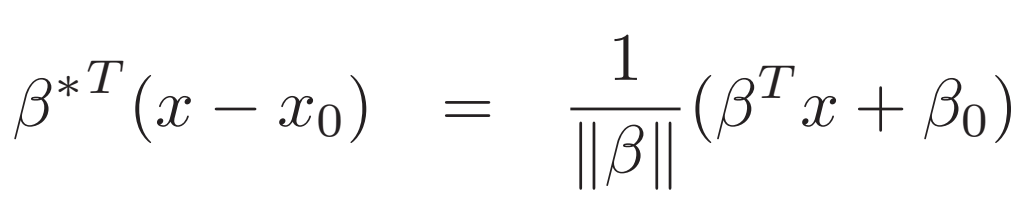 β*ᵀ(x − x₀) = 1/‖β‖ (βᵀx + β₀)